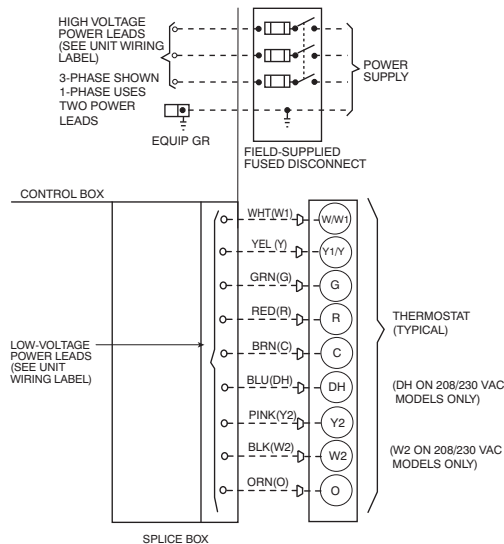 HIGH VOLTAGE
POWER LEADS
(SEE UNIT WIRING
LABEL)
3-PHASE SHOWN
1-PHASE USES
TWO POWER
LEADS
POWER
SUPPLY
EQUIP GR
FIELD-SUPPLIED
FUSED DISCONNECT
CONTROL BOX
WHT(W1)
W/W1
YEL (Y)
Y1/Y
GRN(G)
G
RED(R)
R
THERMOSTAT
(TYPICAL)
LOW-VOLTAGE
POWER LEADS
(SEE UNIT
WIRING LABEL)
BRN(C)
C
BLU(DH)
DH
(DH ON 208/230 VAC
MODELS ONLY)
PINK(Y2)
Y2
BLK(W2)
W2
(W2 ON 208/230 VAC
MODELS ONLY)
ORN(O)
O
SPLICE BOX